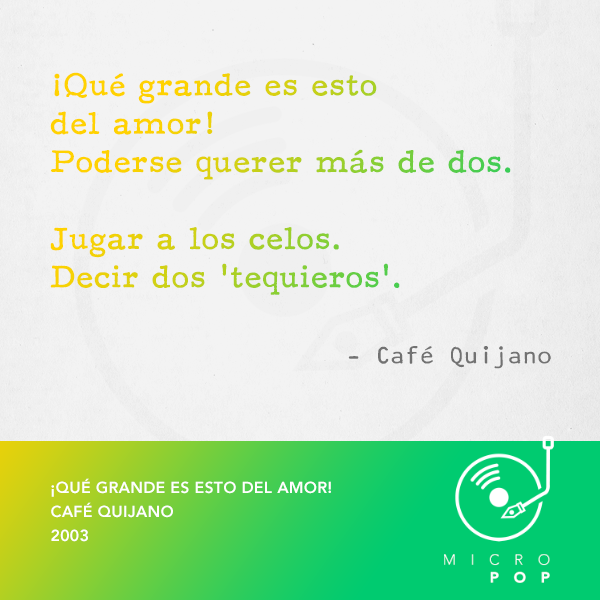 ¡Qué grande es esto
del amor!
Poderse querer más de dos.
Jugar a los celos.
Decir dos 'tequieros'.
- Café Quijano
¡QUÉ GRANDE ES ESTO DEL AMOR!
CAFÉ QUIJANO
2003
MICRO
POP